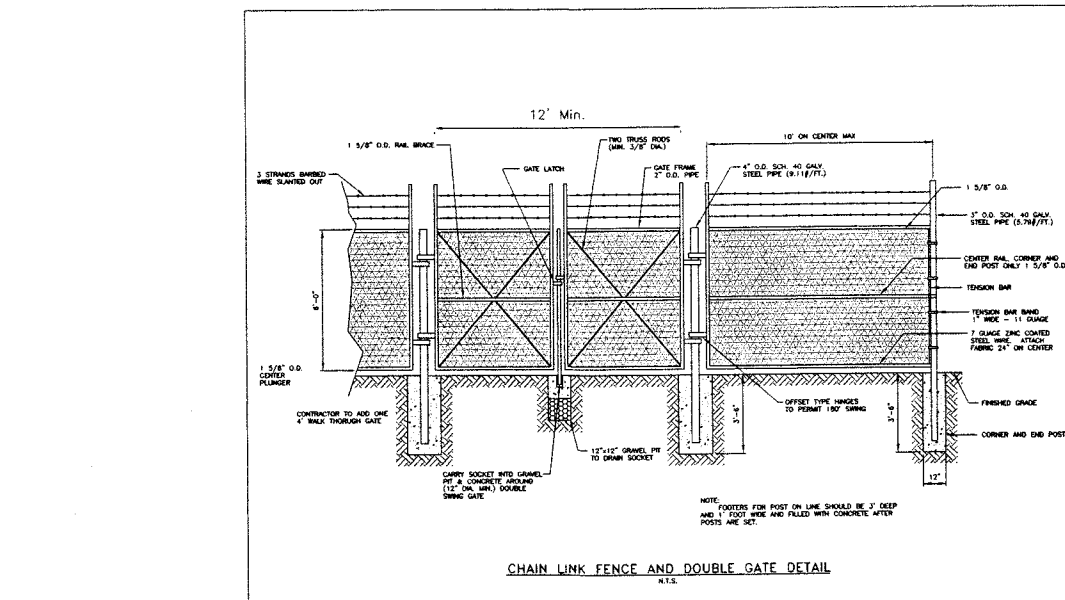 12' Min.
10' ON CENTER MAX
1 5/8" O.D. RAIL BRACE
TWO TRUSS RODS
(MIN. 3/8" DIA.)
3 STRANDS BARBED
WIRE SLANTED OUT
GATE LATCH
GATE FRAME
2" O.D. PIPE
4" O.D. SCH. 40 GALV.
STEEL PIPE (9.11#/FT.)
1 5/8" O.D.
3" O.D. SCH. 40 GALV.
STEEL PIPE (5.79#/FT.)
6'-0"
CENTER RAIL, CORNER AND
END POST ONLY 1 5/8" O.D.
TENSION BAR
TENSION BAR BAND
1" WIDE - 11 GUAGE
7 GUAGE ZINC COATED
STEEL WIRE. ATTACH
FABRIC 24" ON CENTER
1 5/8" O.D.
CENTER
PLUNGER
CONTRACTOR TO ADD ONE
4' WALK THORUGH GATE
OFFSET TYPE HINGES
TO PERMIT 180° SWING
FINISHED GRADE
3'-6"
3'-6"
CORNER AND END POST
12"x12" GRAVEL PIT
TO DRAIN SOCKET
CARRY SOCKET INTO GRAVEL
PIT & CONCRETE AROUND
(12" DIA. MIN.) DOUBLE
SWING GATE
12"
NOTE:
FOOTERS FOR POST ON LINE SHOULD BE 3' DEEP
AND 1' FOOT WIDE AND FILLED WITH CONCRETE AFTER
POSTS ARE SET.
CHAIN LINK FENCE AND DOUBLE GATE DETAIL
N.T.S.